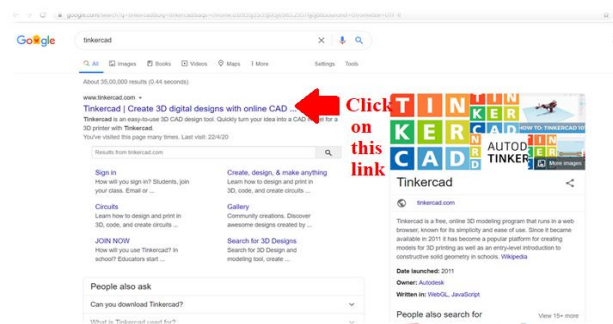 Google
tinkercad
All Images Books Videos Maps More Settings Tools
About 35,00,000 results (0.44 seconds)
www.tinkercad.com
Tinkercad | Create 3D digital designs with online CAD ...
Tinkercad is an easy-to-use 3D CAD design tool. Quickly turn your idea into a CAD model for a
3D printer with Tinkercad.
You've visited this page many times. Last visit: 22/4/20
Results from tinkercad.com
Sign in
How will you sign in? Students, join
your class. Email or ...
Create, design, & make anything
Learn how to design and print in
3D, code, and create circuits ...
Circuits
Learn how to design and print in
3D, code, and create circuits ...
Gallery
Community creations. Discover
awesome designs created by ...
JOIN NOW
How will you use Tinkercad? In
school? Educators start ...
Search for 3D Designs
Search for 3D Design and
modeling tool, create ...
People also ask
Can you download Tinkercad?
What is Tinkercad used for?
Click
on
this
link
TIN
KER
CAD
HOW TO: TINKERCAD 101
AUTOD
TINKER
More images
Tinkercad
tinkercad.com
Tinkercad is a free, online 3D modeling program that runs in a web
browser, known for its simplicity and ease of use. Since it became
available in 2011 it has become a popular platform for creating
models for 3D printing as well as an entry-level introduction to
constructive solid geometry in schools. Wikipedia
Date launched: 2011
Owner: Autodesk
Written in: WebGL, JavaScript
People also search for
View 15+ more